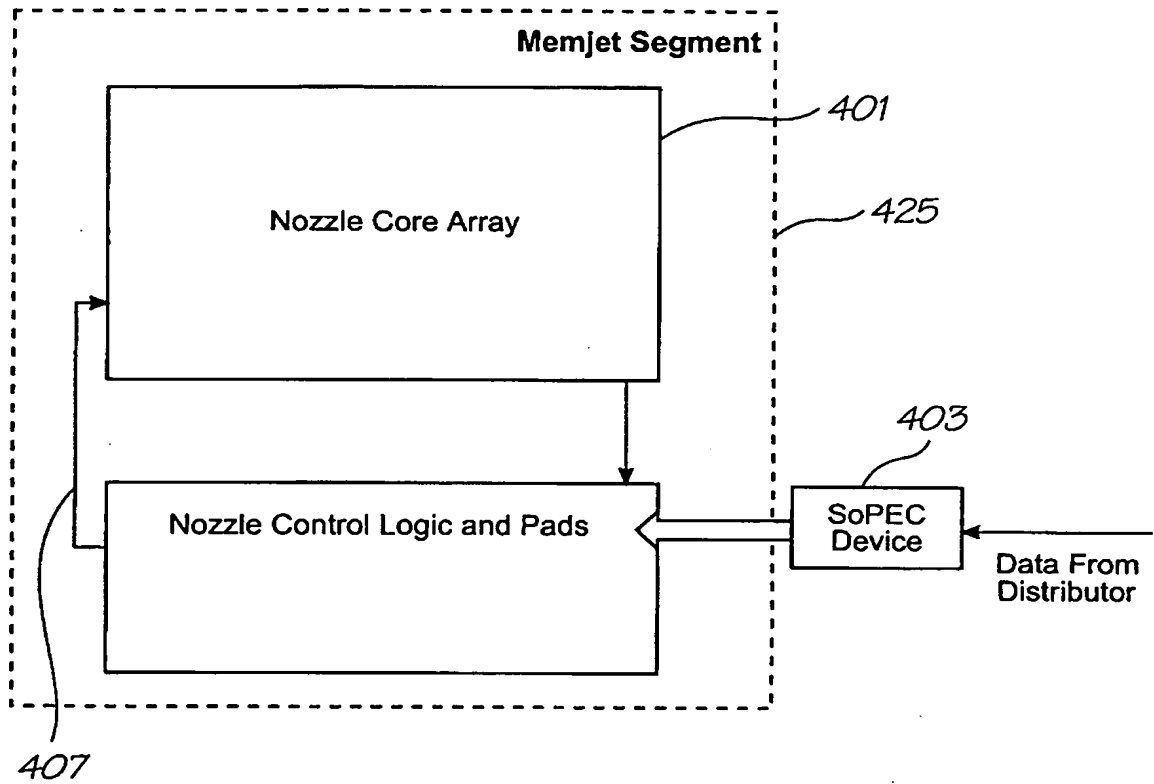 Memjet Segment
401
Nozzle Core Array
425
403
Nozzle Control Logic and Pads
SoPEC
Device
Data From
Distributor
407